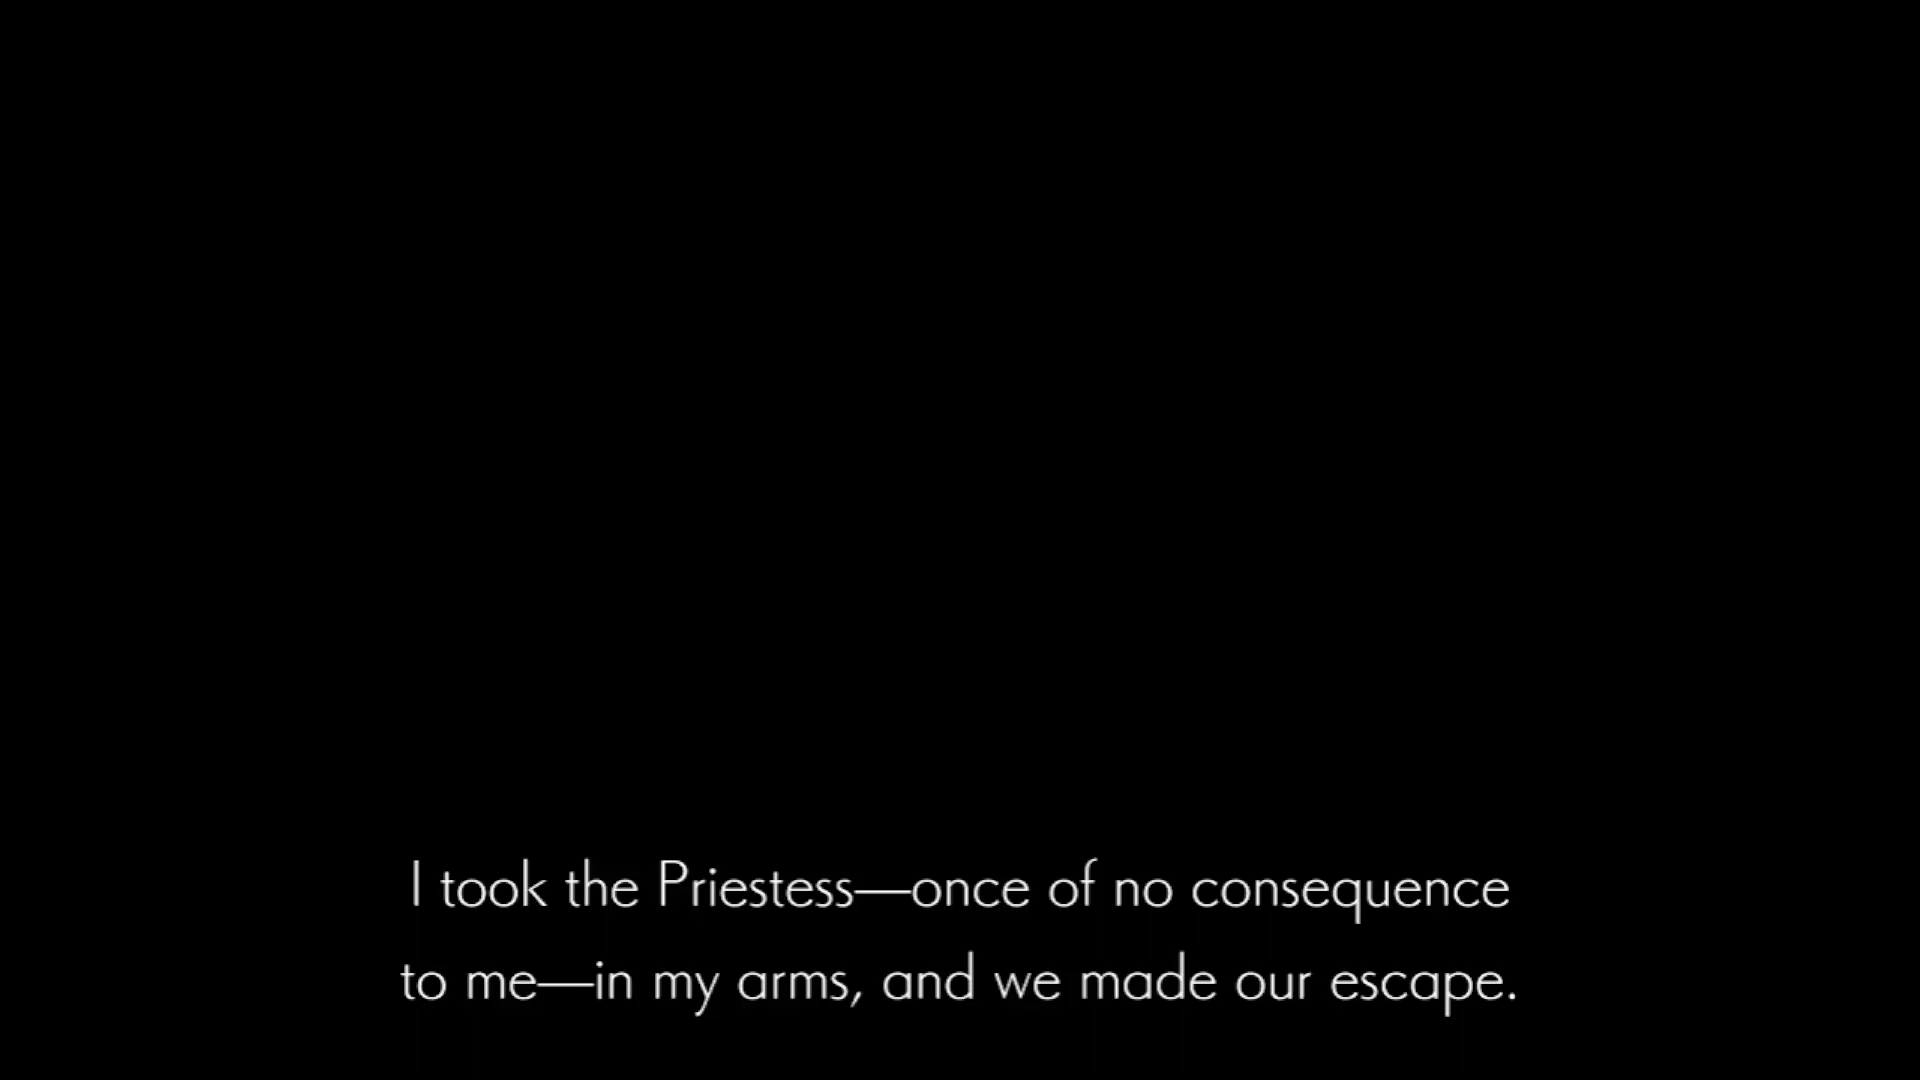 I took the Priestess—once of no consequence
to me—in my arms, and we made our escape.